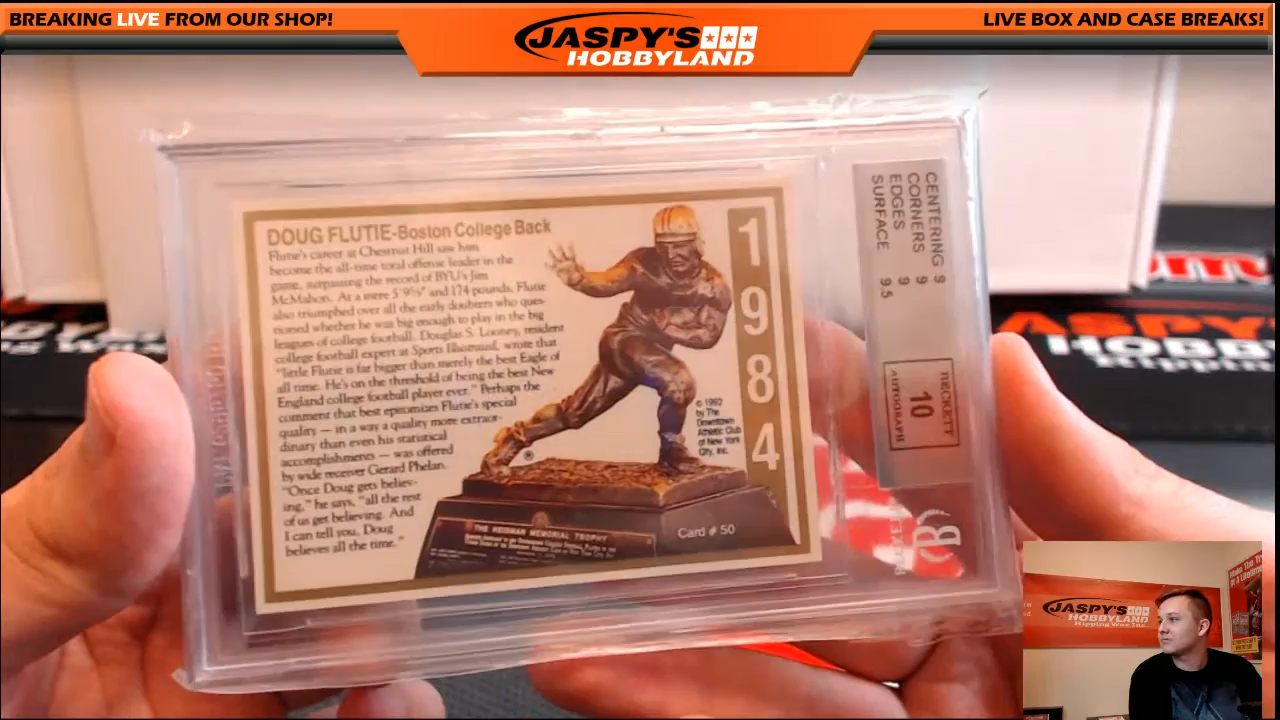 BREAKING LIVE FROM OUR SHOP!
JASPY'S
HOBBYLAND
LIVE BOX AND CASE BREAKS!
DOUG FLUTIE-Boston College Back
Flutie's career at Chestnut Hill saw him
become the all-time total offense leader in the
game, surpassing the record of BYU's Jim
McMahon. At a mere 5'9½" and 174 pounds, Flutie
also triumphed over all the early doubters who ques-
tioned whether he was big enough to play in the big
leagues of college football. Douglas S. Looney, resident
college football expert at Sports Illustrated, wrote that
"little Flutie is far bigger than merely the best Eagle of
all time. He's on the threshold of being the best New
England college football player ever." Perhaps the
comment that best epitomizes Flutie's special
quality — in a way a quality more extraor-
dinary than even his statistical
accomplishments — was offered
by wide receiver Gerard Phelan.
"Once Doug gets believ-
ing," he says, "all the rest
of us get believing. And
I can tell you, Doug
believes all the time."
1984
© 1992
by The
Downtown
Athletic Club
of New York
City, Inc.
®
THE HEISMAN MEMORIAL TROPHY
Card # 50
CENTERING 9
CORNERS 9
EDGES 9
SURFACE 9.5
BECKETT
10
AUTOGRAPH
B
JASPY'S
JASPY'S
HOBBYLAND
Ripping Wax Inc.